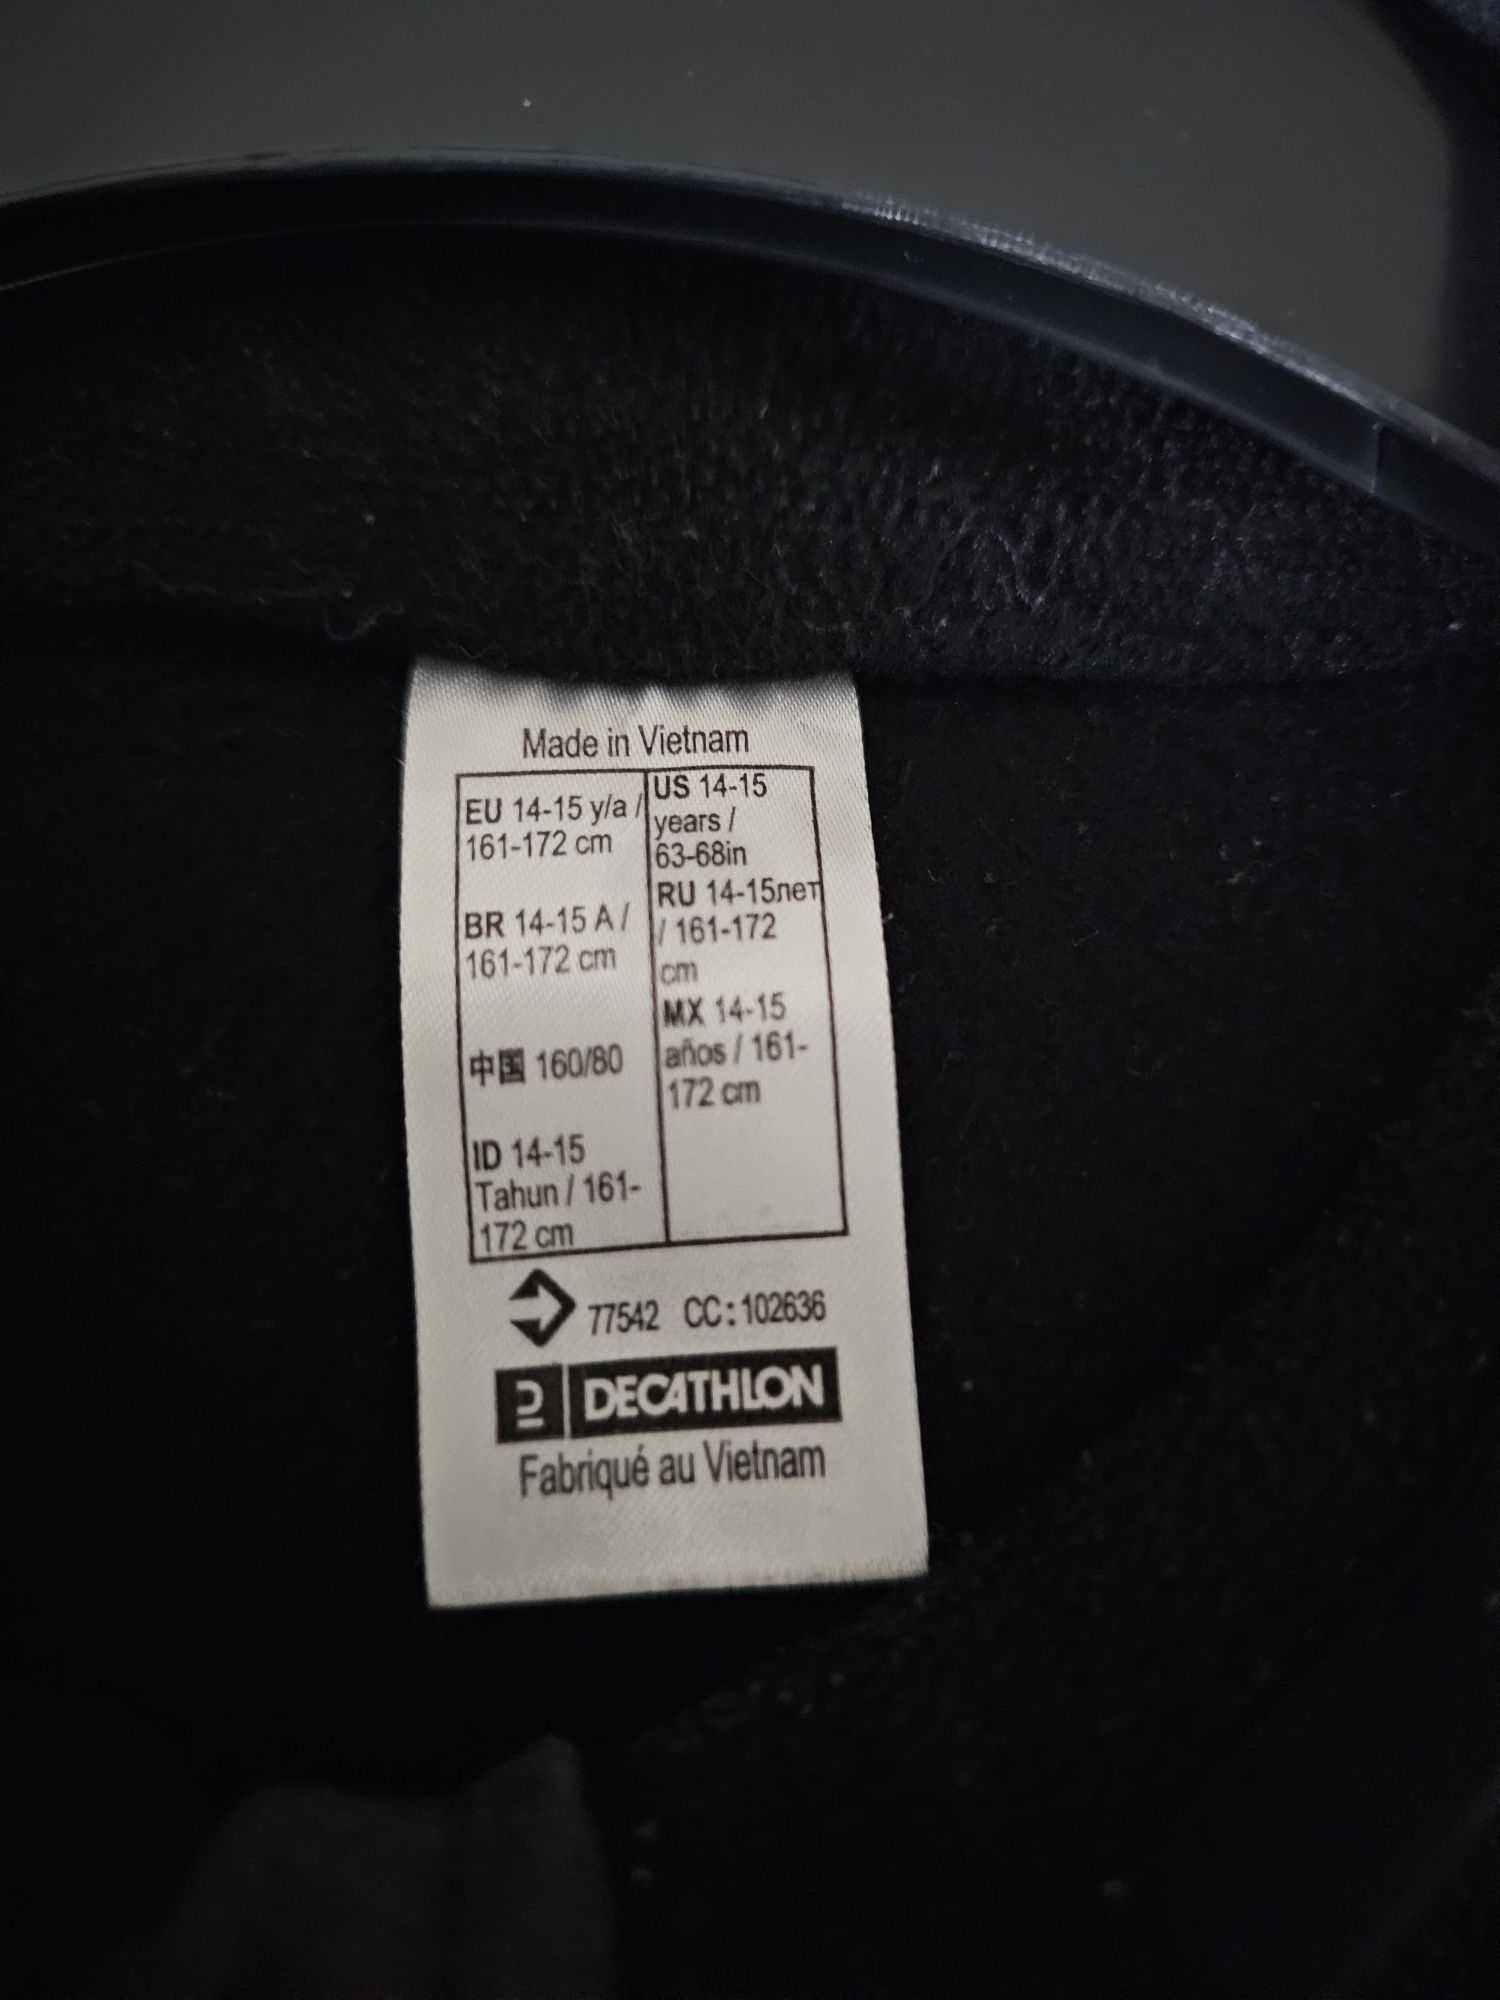 Made in Vietnam
EU 14-15 y/a /
161-172 cm
BR 14-15 A /
161-172 cm
中国 160/80
ID 14-15
Tahun / 161-
172 cm
US 14-15
years /
63-68in
RU 14-15лет
/ 161-172
cm
MX 14-15
años / 161-
172 cm
77542 CC:102636
DECATHLON
Fabriqué au Vietnam